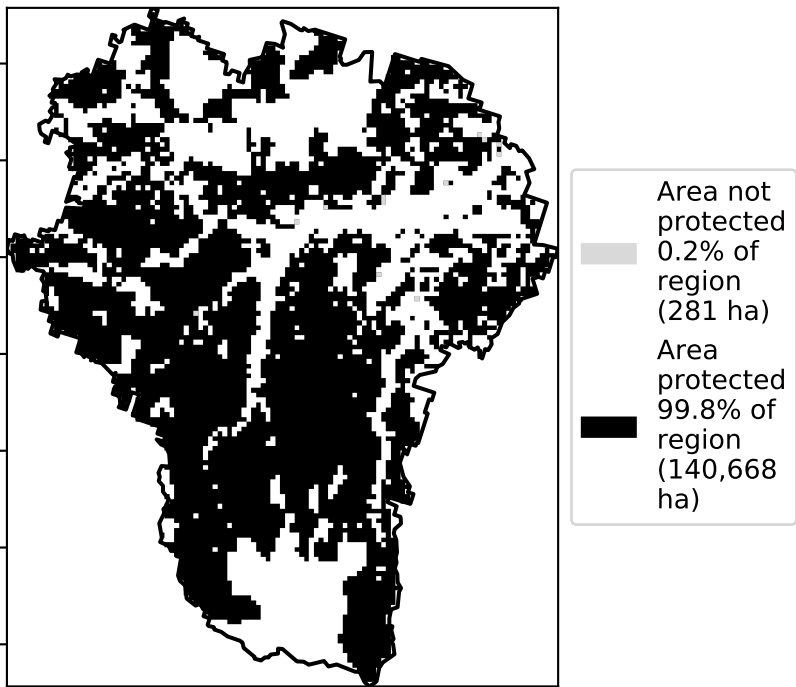 Area not
protected
0.2% of
region
(281 ha)
Area
protected
99.8% of
region
(140,668
ha)